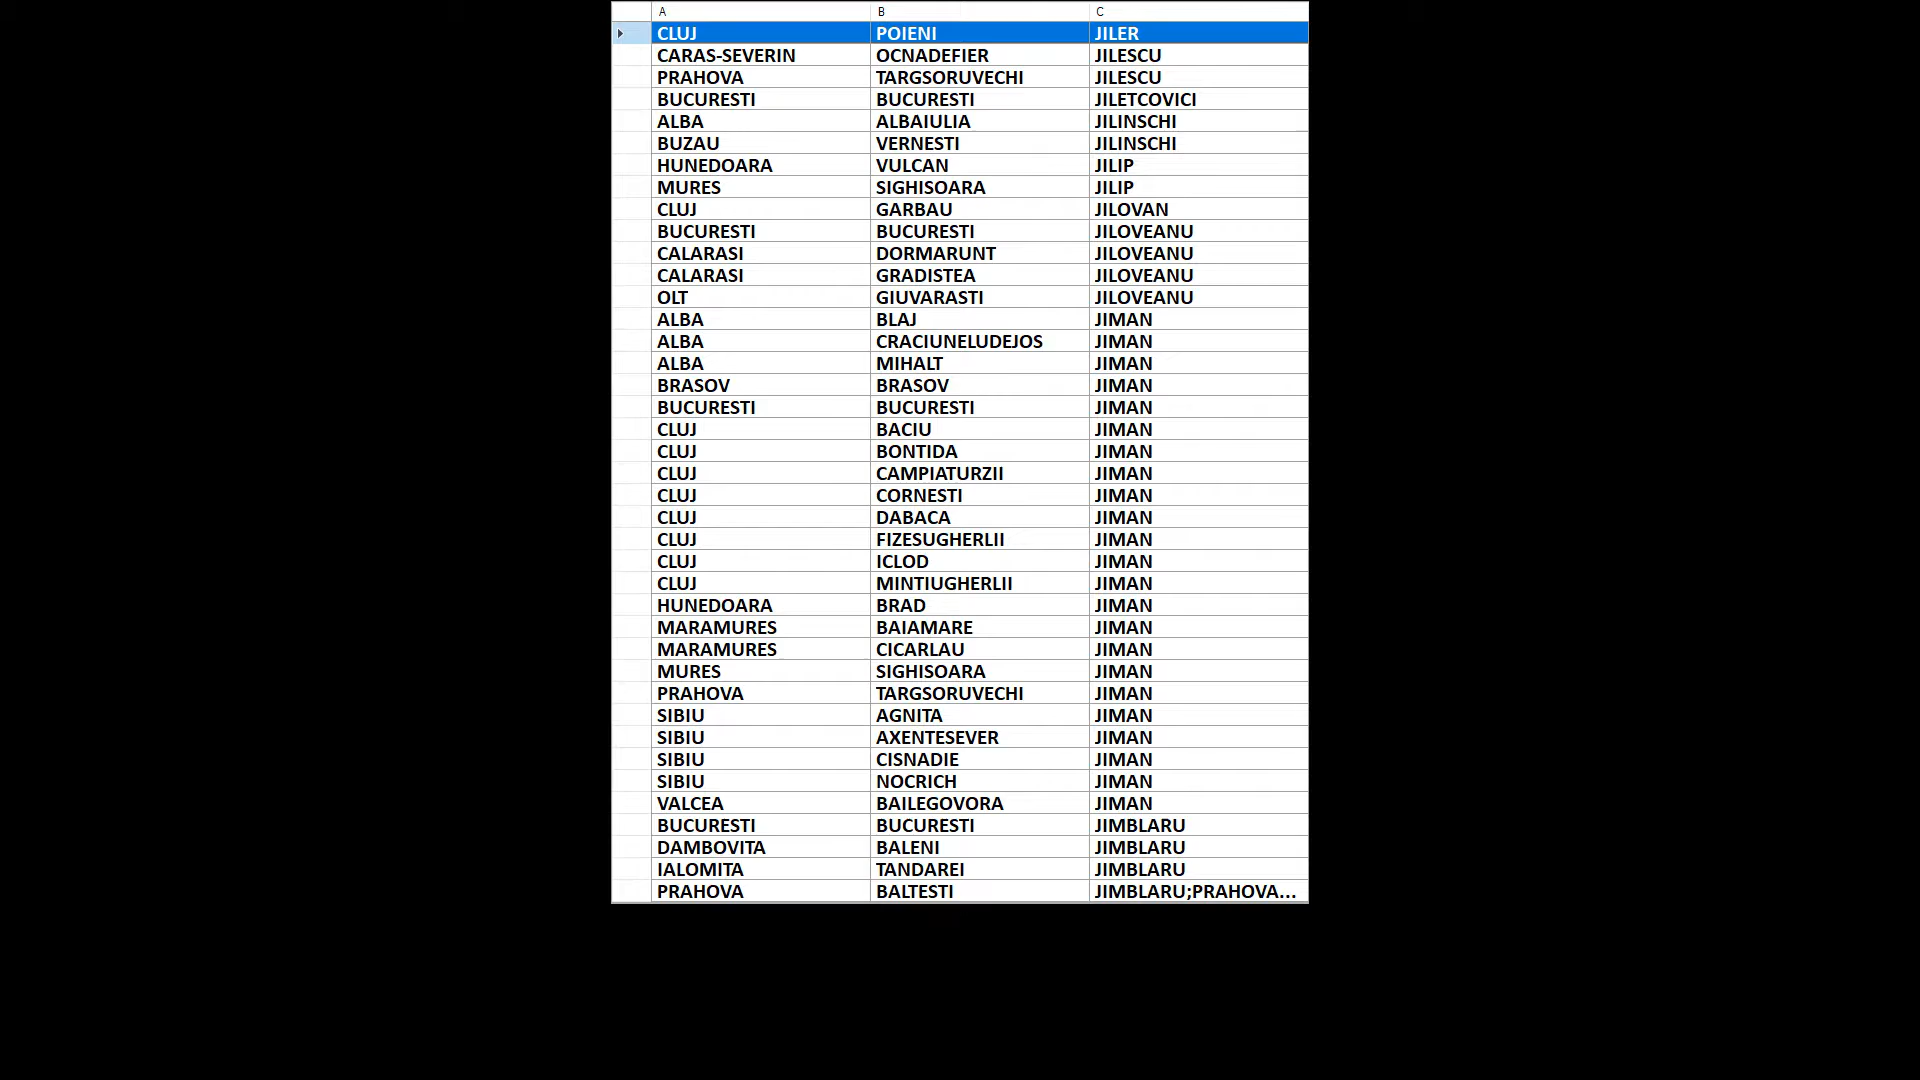 A B C
CLUJ POIENI JILER
CARAS-SEVERIN OCNADEFIER JILESCU
PRAHOVA TARGSORUVECHI JILESCU
BUCURESTI BUCURESTI JILETCOVICI
ALBA ALBAIULIA JILINSCHI
BUZAU VERNESTI JILINSCHI
HUNEDOARA VULCAN JILIP
MURES SIGHISOARA JILIP
CLUJ GARBAU JILOVAN
BUCURESTI BUCURESTI JILOVEANU
CALARASI DORMARUNT JILOVEANU
CALARASI GRADISTEA JILOVEANU
OLT GIUVARASTI JILOVEANU
ALBA BLAJ JIMAN
ALBA CRACIUNELUDEJOS JIMAN
ALBA MIHALT JIMAN
BRASOV BRASOV JIMAN
BUCURESTI BUCURESTI JIMAN
CLUJ BACIU JIMAN
CLUJ BONTIDA JIMAN
CLUJ CAMPIATURZII JIMAN
CLUJ CORNESTI JIMAN
CLUJ DABACA JIMAN
CLUJ FIZESUGHERLII JIMAN
CLUJ ICLOD JIMAN
CLUJ MINTIUGHERLII JIMAN
HUNEDOARA BRAD JIMAN
MARAMURES BAIAMARE JIMAN
MARAMURES CICARLAU JIMAN
MURES SIGHISOARA JIMAN
PRAHOVA TARGSORUVECHI JIMAN
SIBIU AGNITA JIMAN
SIBIU AXENTESEVER JIMAN
SIBIU CISNADIE JIMAN
SIBIU NOCRICH JIMAN
VALCEA BAILEGOVORA JIMAN
BUCURESTI BUCURESTI JIMBLARU
DAMBOVITA BALENI JIMBLARU
IALOMITA TANDAREI JIMBLARU
PRAHOVA BALTESTI JIMBLARU;PRAHOVA...